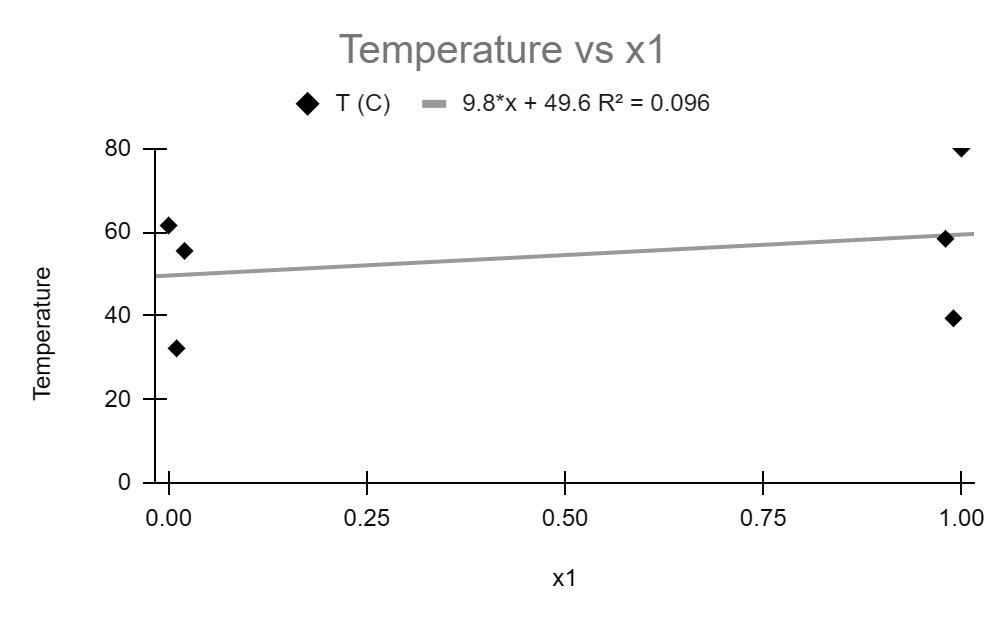 Temperature vs x1
T (C) 9.8*x + 49.6 R² = 0.096
80
60
40
20
0
Temperature
0.00 0.25 0.50 0.75 1.00
x1